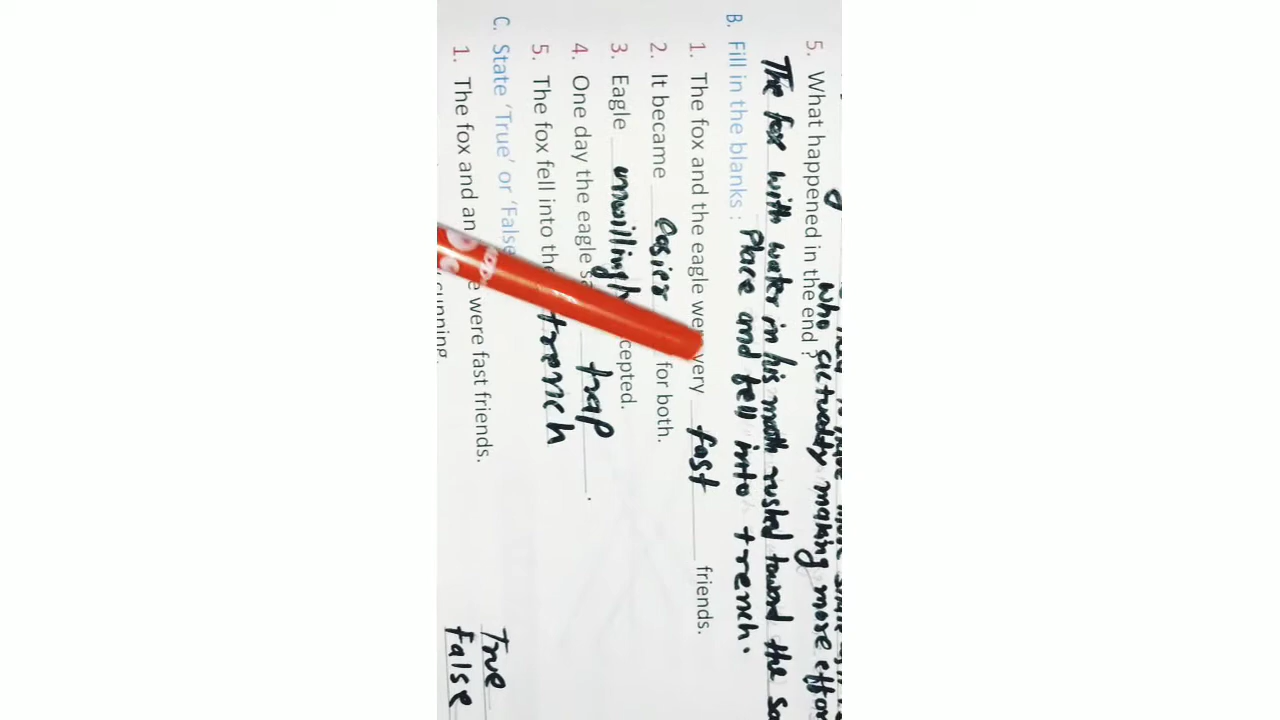 who actually making more effor
5. What happened in the end ?
The fox with water in his mouth rushed toward the sa
place and fell into trench.
B. Fill in the blanks :
1. The fox and the eagle were very fast friends.
2. It became easier for both.
3. Eagle unwillingly cepted.
4. One day the eagle trap .
5. The fox fell into the trench
C. State 'True' or 'False
1. The fox and were fast friends. True
cunning. False